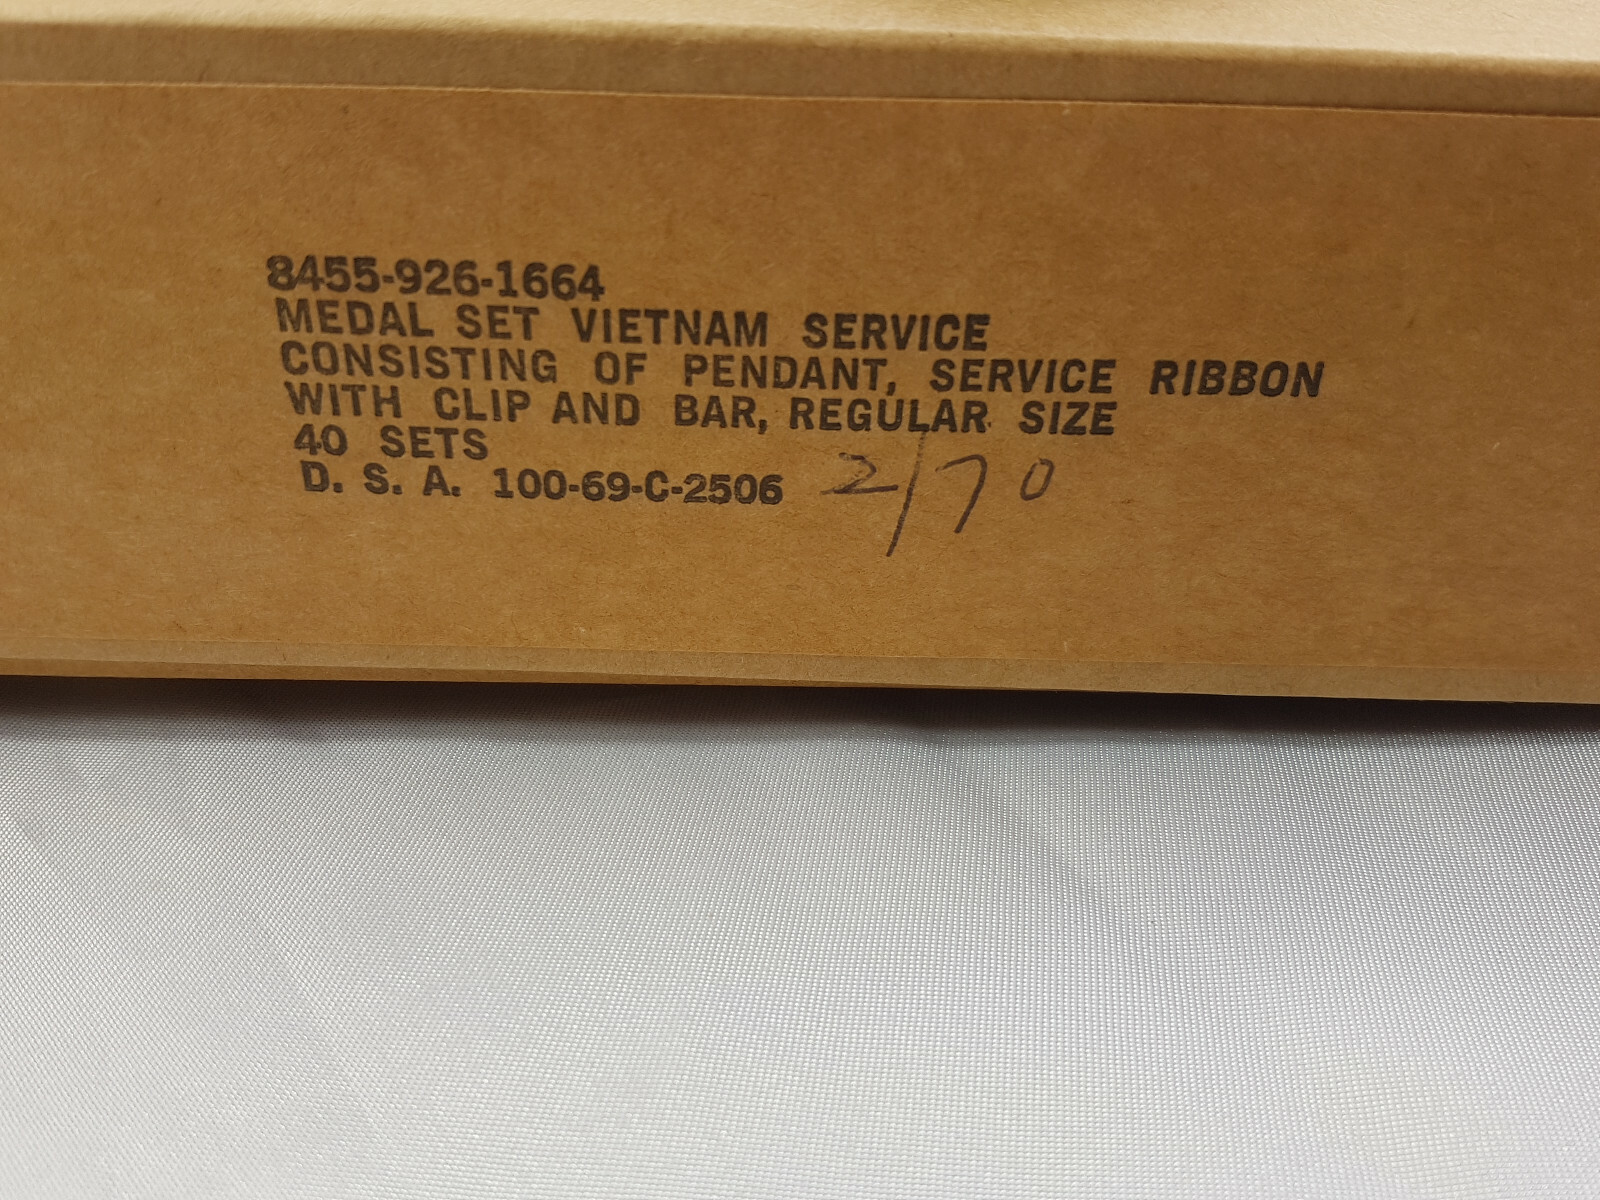 8455-926-1664
MEDAL SET VIETNAM SERVICE
CONSISTING OF PENDANT, SERVICE RIBBON
WITH CLIP AND BAR, REGULAR SIZE
40 SETS
D. S. A. 100-69-C-2506 2/70